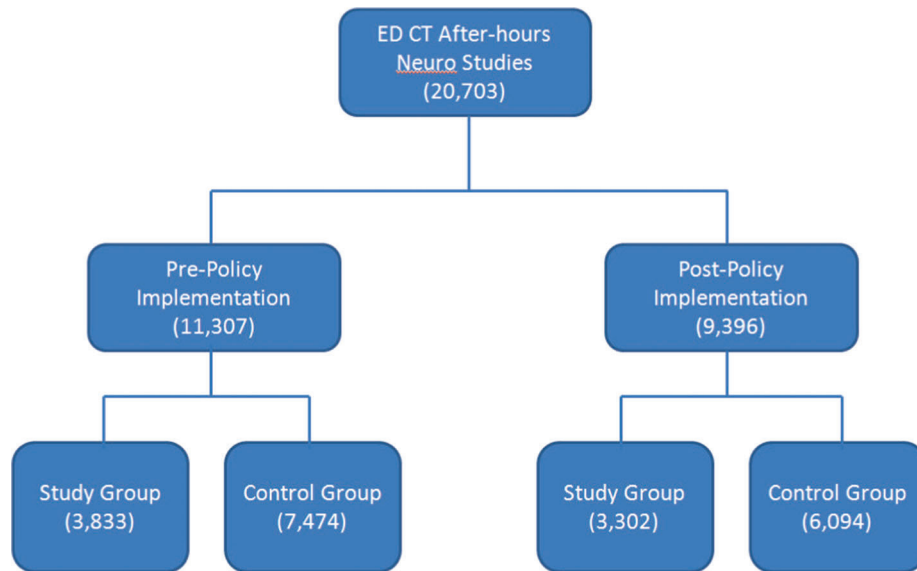 ED CT After-hours
Neuro Studies
(20,703)
Pre-Policy
Implementation
(11,307)
Post-Policy
Implementation
(9,396)
Study Group
(3,833)
Control Group
(7,474)
Study Group
(3,302)
Control Group
(6,094)